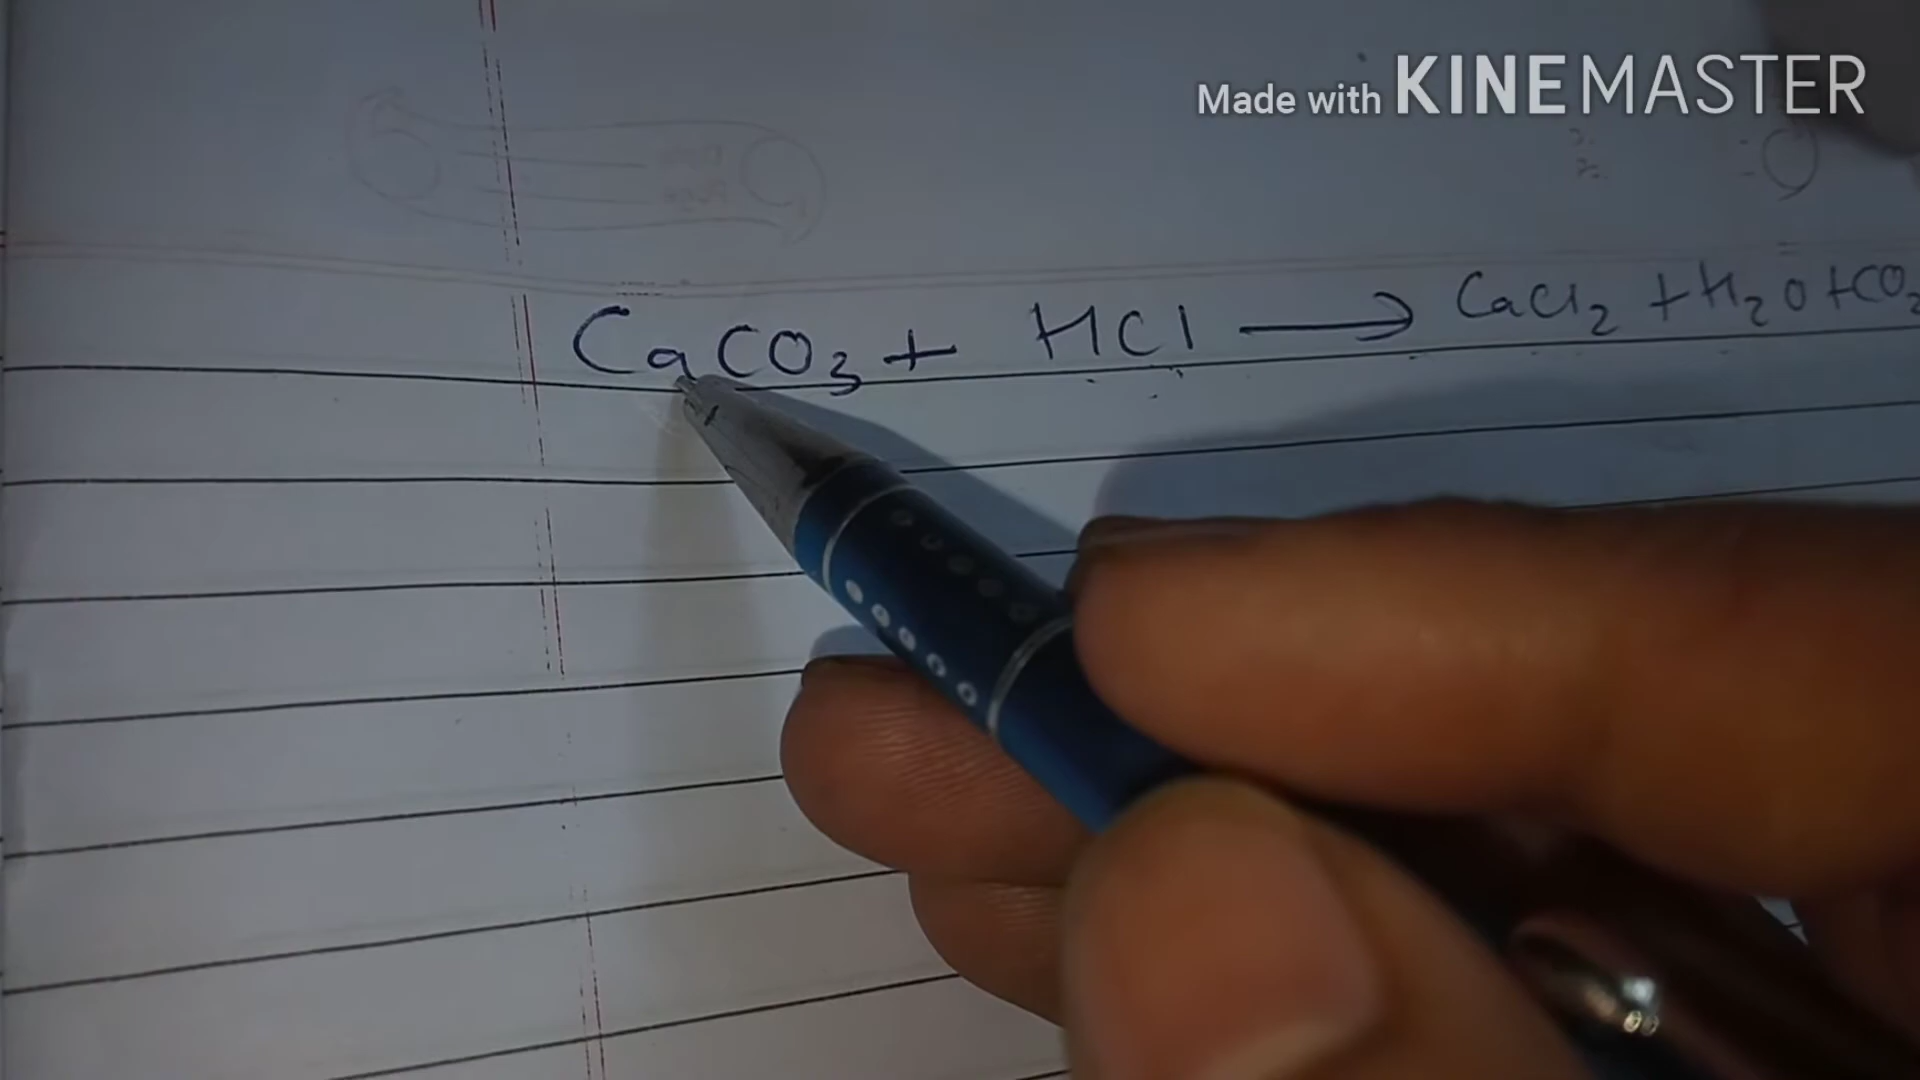 Made with KINEMASTER
CaCO₃ + HCl → CaCl₂ + H₂O + CO₂